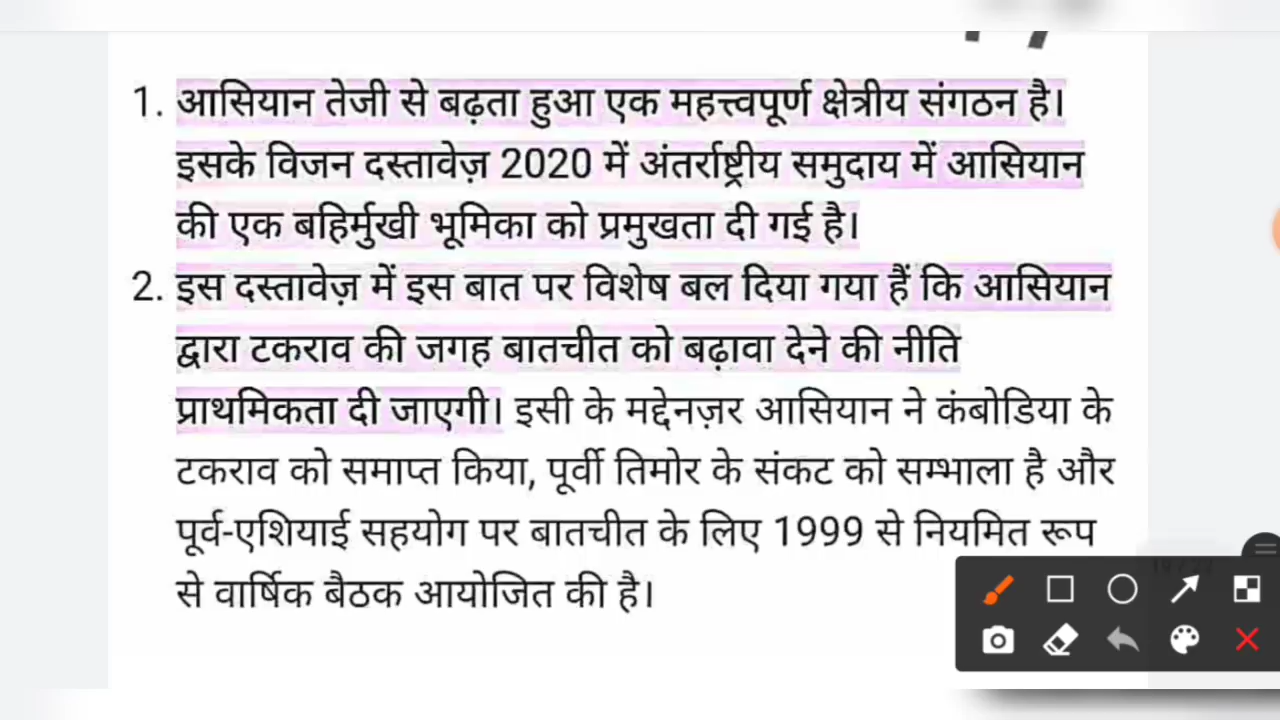 1. आसियान तेजी से बढ़ता हुआ एक महत्त्वपूर्ण क्षेत्रीय संगठन है।
इसके विजन दस्तावेज़ 2020 में अंतर्राष्ट्रीय समुदाय में आसियान
की एक बहिर्मुखी भूमिका को प्रमुखता दी गई है।
2. इस दस्तावेज़ में इस बात पर विशेष बल दिया गया हैं कि आसियान
द्वारा टकराव की जगह बातचीत को बढ़ावा देने की नीति
प्राथमिकता दी जाएगी। इसी के मद्देनज़र आसियान ने कंबोडिया के
टकराव को समाप्त किया, पूर्वी तिमोर के संकट को सम्भाला है और
पूर्व-एशियाई सहयोग पर बातचीत के लिए 1999 से नियमित रूप
से वार्षिक बैठक आयोजित की है।